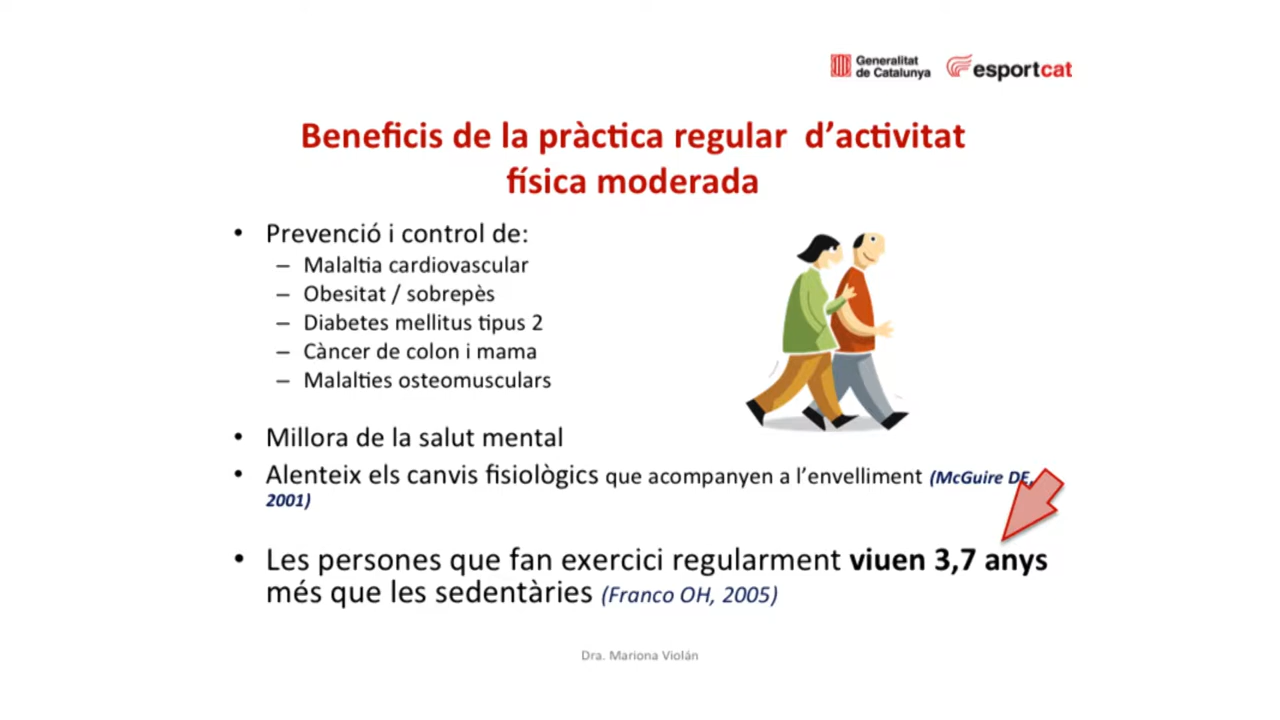 Generalitat
de Catalunya
esportcat
Beneficis de la pràctica regular d’activitat
física moderada
• Prevenció i control de:
– Malaltia cardiovascular
– Obesitat / sobrepès
– Diabetes mellitus tipus 2
– Càncer de colon i mama
– Malalties osteomusculars
• Millora de la salut mental
• Alenteix els canvis fisiològics que acompanyen a l’envelliment (McGuire DE,
2001)
• Les persones que fan exercici regularment viuen 3,7 anys
més que les sedentàries (Franco OH, 2005)
Dra. Mariona Violán